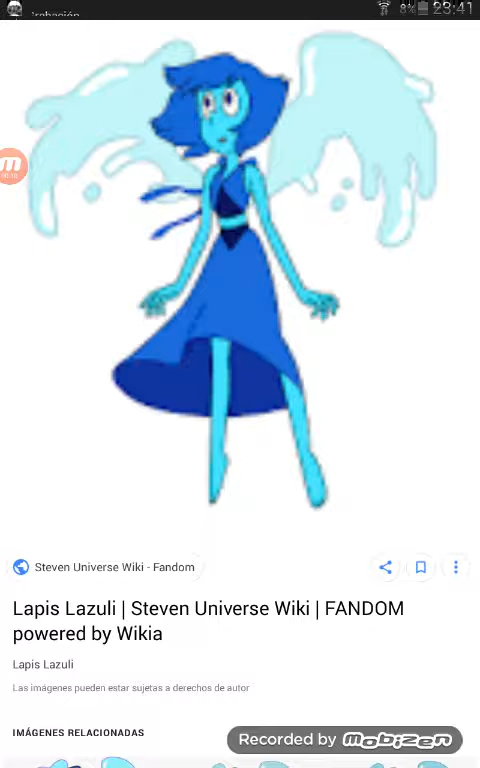 8% 23:41
Steven Universe Wiki - Fandom
Lapis Lazuli | Steven Universe Wiki | FANDOM
powered by Wikia
Lapis Lazuli
Las imágenes pueden estar sujetas a derechos de autor
IMÁGENES RELACIONADAS
Recorded by mobizen